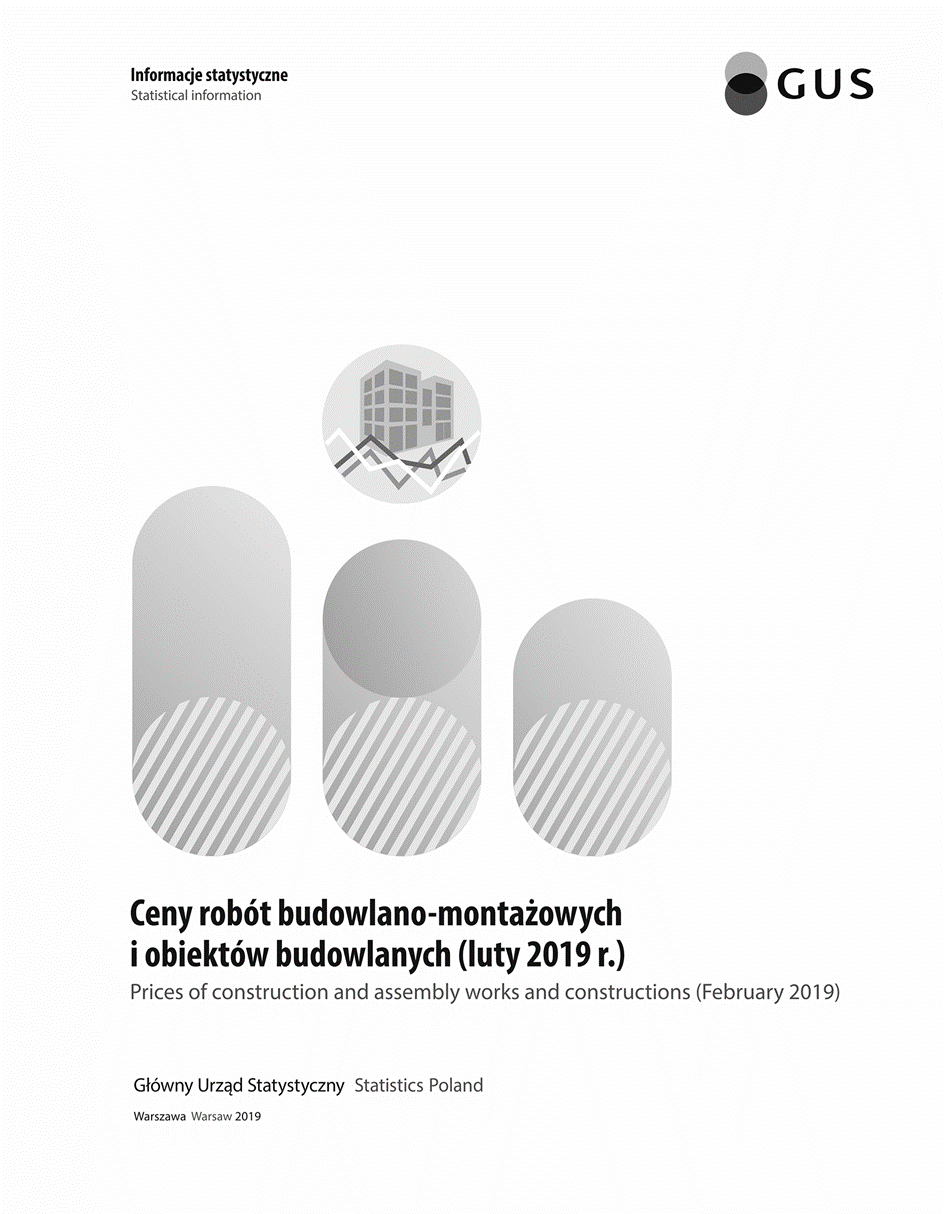 Informacje statystyczne
Statistical information
GUS
Ceny robót budowlano-montażowych
i obiektów budowlanych (luty 2019 r.)
Prices of construction and assembly works and constructions (February 2019)
Główny Urząd Statystyczny Statistics Poland
Warszawa Warsaw 2019